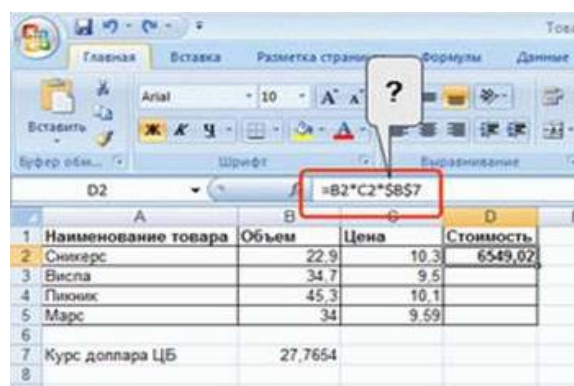 Това
Главная Вставка Разметка стран Формулы Данные
Вставить
Arial 10
Ж К Ч
?
Буфер обм... Шрифт Выравнивание
D2 =B2*C2*$B$7
A B C D
1 Наименование товара Объем Цена Стоимость
2 Сникерс 22,9 10,3 6549,02
3 Виспа 34,7 9,5
4 Пикник 45,3 10,1
5 Марс 34 9,59
6
7 Курс доллара ЦБ 27,7654
8